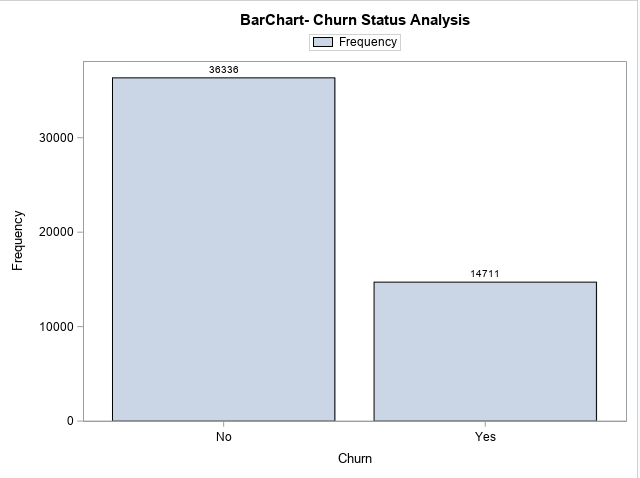 BarChart- Churn Status Analysis
Frequency
36336
30000
14711
20000
10000
0
Frequency
No Yes
Churn